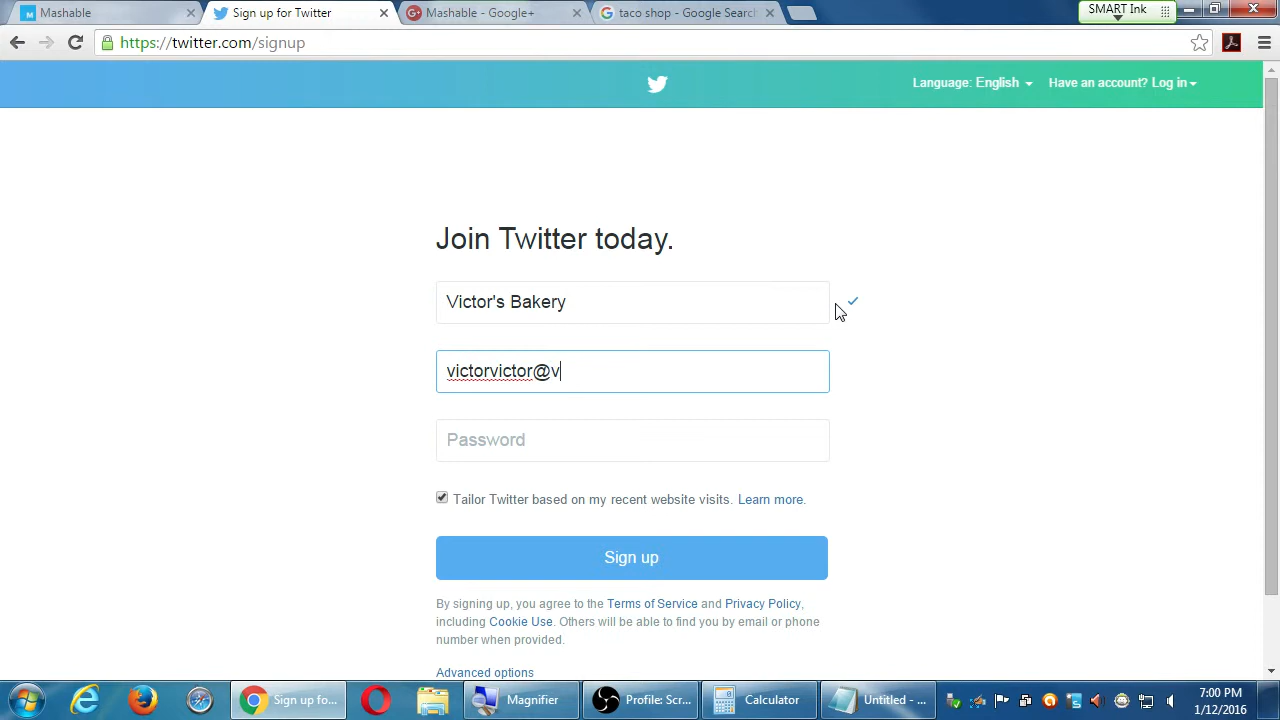 Mashable
Sign up for Twitter
Mashable - Google+
taco shop - Google Search
SMART Ink
https://twitter.com/signup
Language: English
Have an account? Log in
Join Twitter today.
Victor's Bakery
victorvictor@v
Password
Tailor Twitter based on my recent website visits. Learn more.
Sign up
By signing up, you agree to the Terms of Service and Privacy Policy,
including Cookie Use. Others will be able to find you by email or phone
number when provided.
Advanced options
Sign up fo...
Magnifier
Profile: Scr...
Calculator
Untitled - ...
7:00 PM
1/12/2016